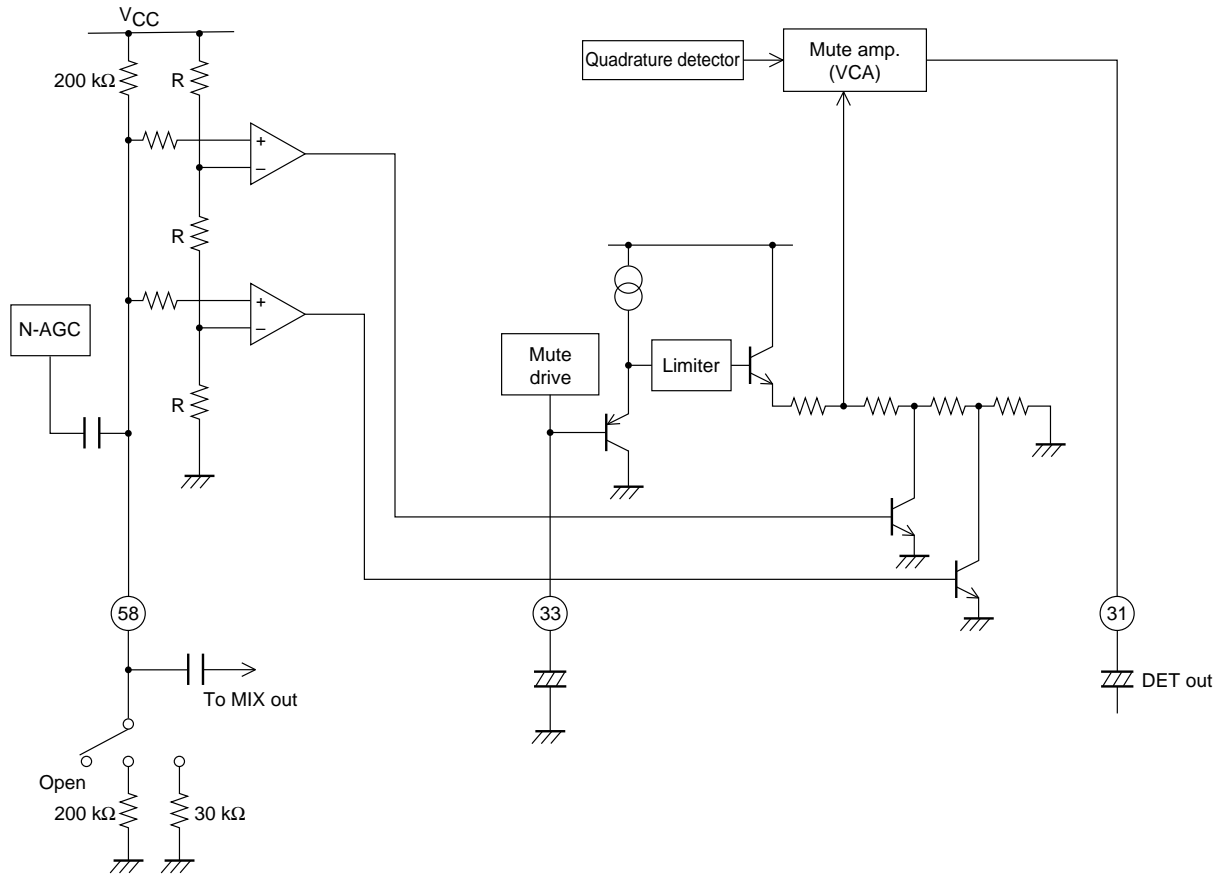 VCC
200 kΩ
R
+
−
R
+
−
R
N-AGC
58
To MIX out
Open
200 kΩ
30 kΩ
Quadrature detector
Mute amp.
(VCA)
Mute
drive
Limiter
33
31
DET out